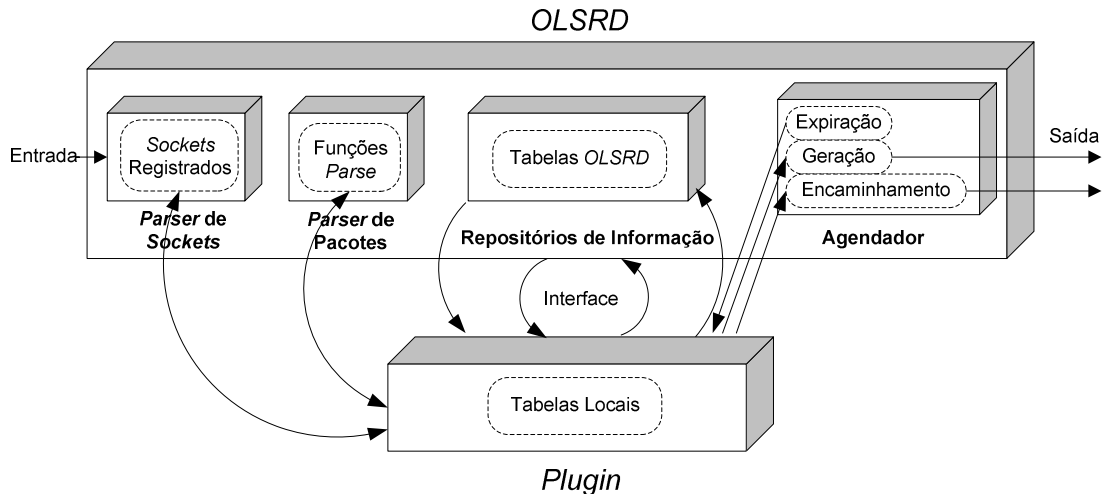 OLSRD
Entrada
Sockets
Registrados
Parser de
Sockets
Funções
Parse
Parser de
Pacotes
Tabelas OLSRD
Repositórios de Informação
Expiração
Geração
Encaminhamento
Agendador
Saída
Interface
Tabelas Locais
Plugin